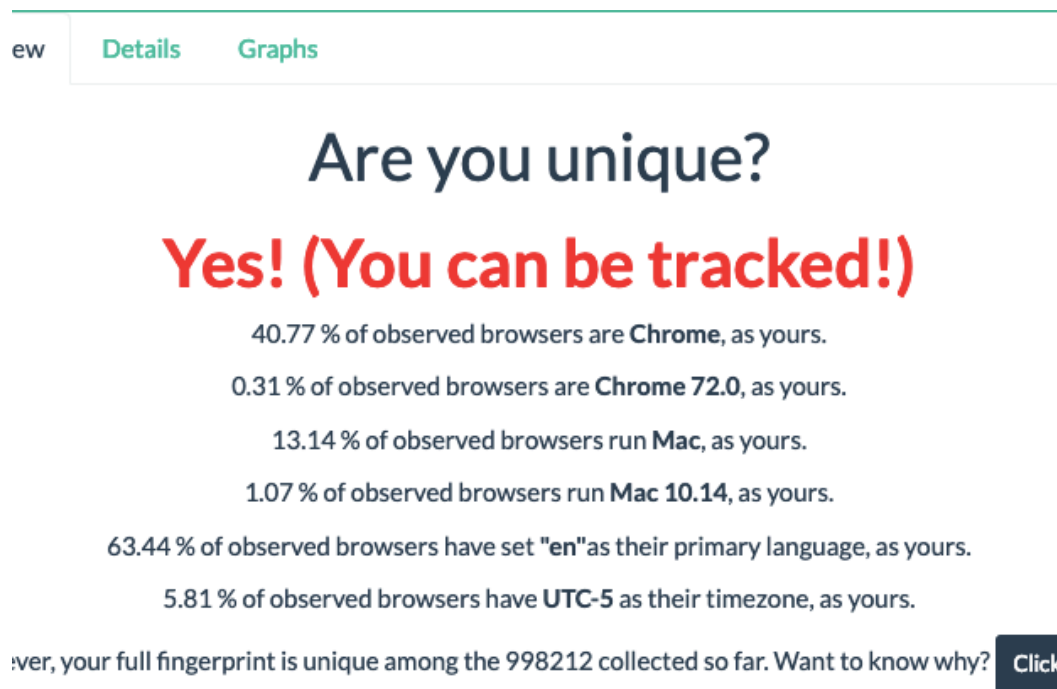 ew Details Graphs
Are you unique?
Yes! (You can be tracked!)
40.77 % of observed browsers are Chrome, as yours.
0.31 % of observed browsers are Chrome 72.0, as yours.
13.14 % of observed browsers run Mac, as yours.
1.07 % of observed browsers run Mac 10.14, as yours.
63.44 % of observed browsers have set "en"as their primary language, as yours.
5.81 % of observed browsers have UTC-5 as their timezone, as yours.
ever, your full fingerprint is unique among the 998212 collected so far. Want to know why? Click